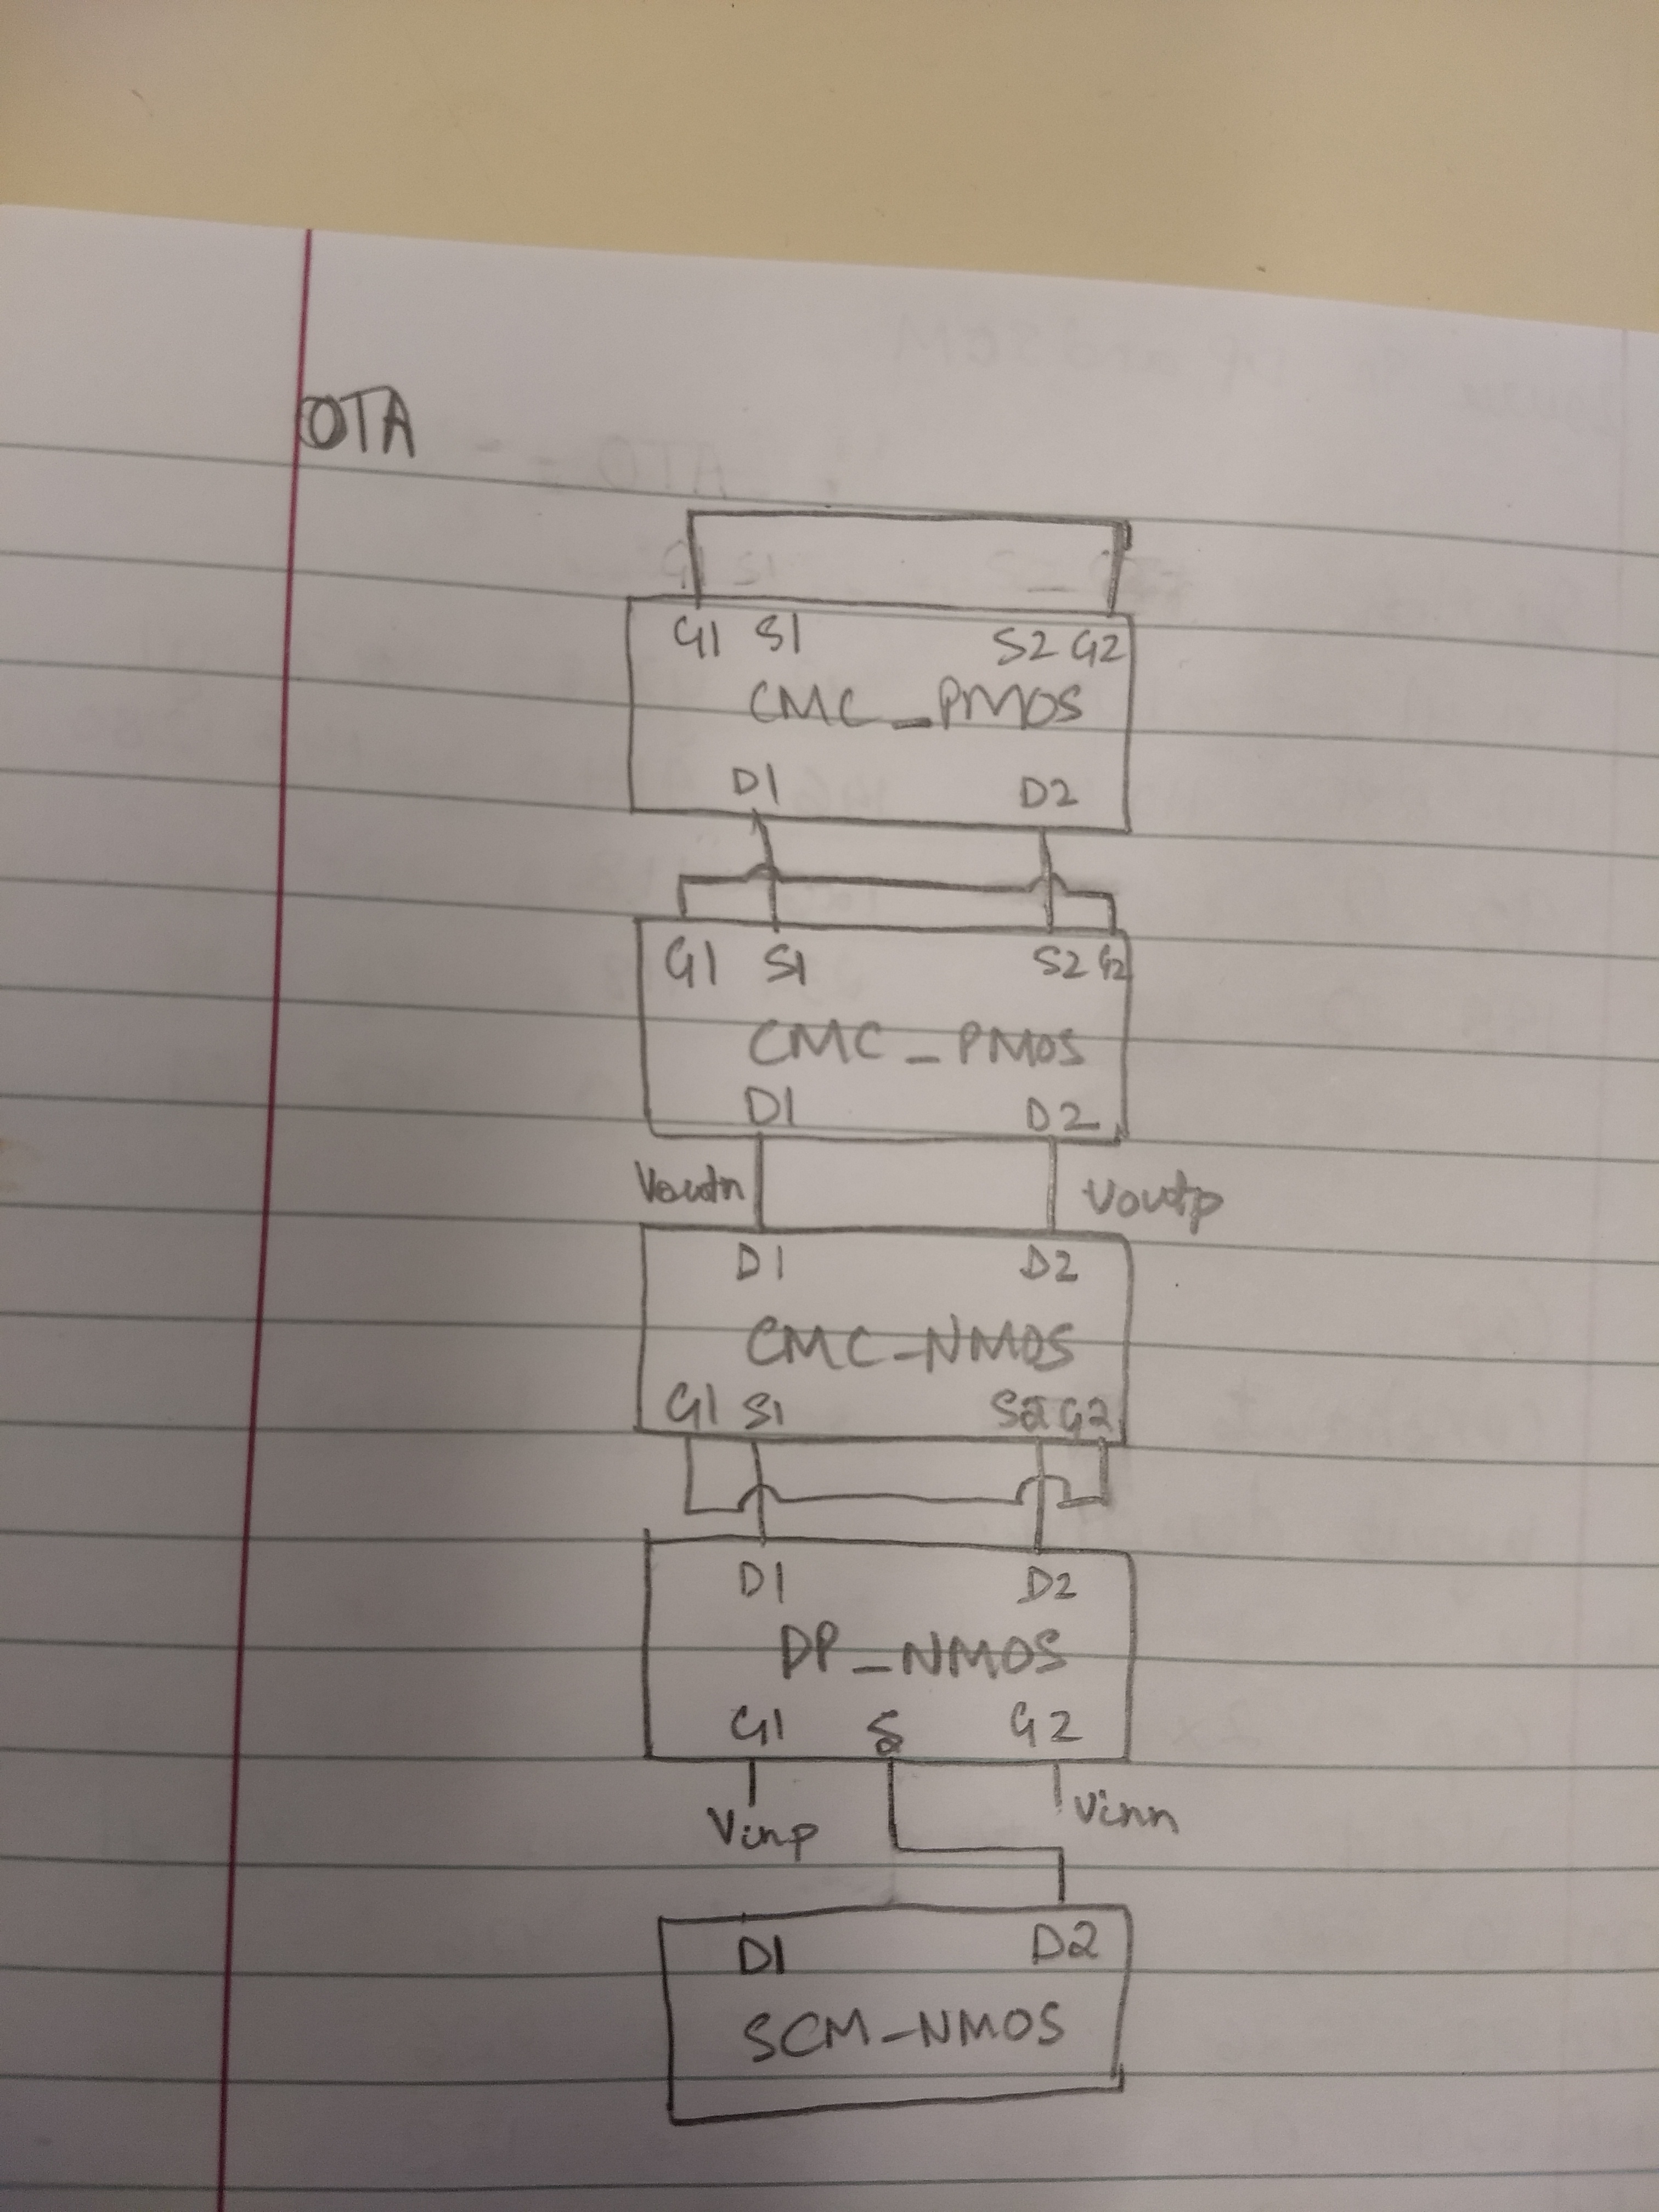 OTA
G1 S1 S2 G2
CMC_PMOS
D1 D2
G1 S1 S2 G2
CMC_PMOS
D1 D2
Voutn Voutp
D1 D2
CMC_NMOS
G1 S1 S2 G2
D1 D2
DP_NMOS
G1 S G2
Vinp Vinn
D1 D2
SCM_NMOS